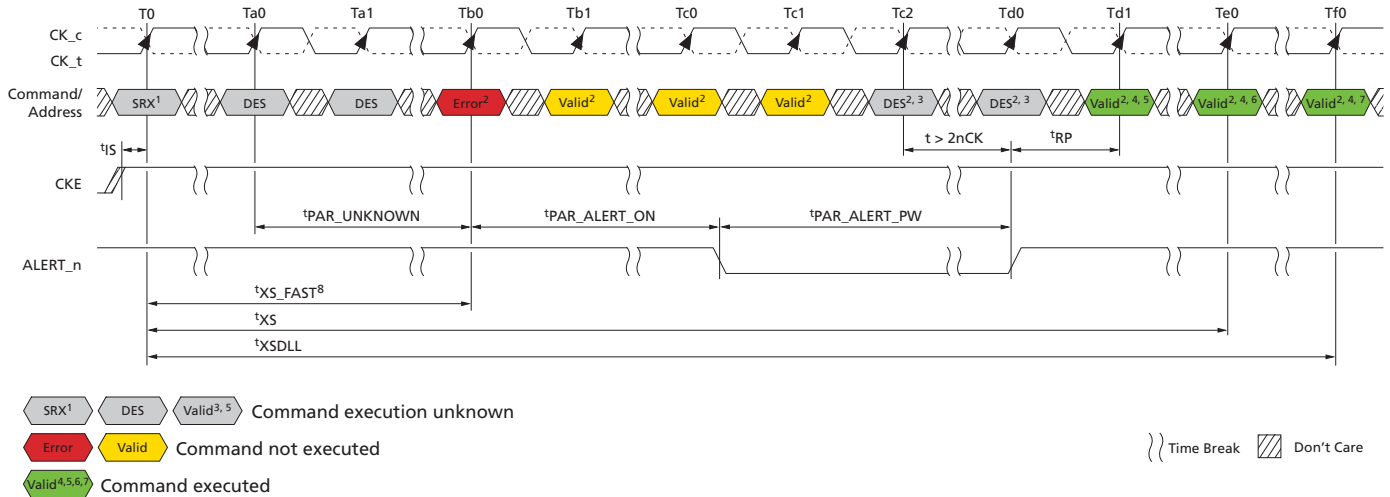 T0 Ta0 Ta1 Tb0 Tb1 Tc0 Tc1 Tc2 Td0 Td1 Te0 Tf0
CK_c
CK_t
Command/
Address
SRX¹ DES DES Error² Valid² Valid² Valid² DES²,³ DES²,³ Valid²,⁴,⁵ Valid²,⁴,⁶ Valid²,⁴,⁷
tIS t > 2nCK tRP
CKE
tPAR_UNKNOWN tPAR_ALERT_ON tPAR_ALERT_PW
ALERT_n
tXS_FAST⁸
tXS
tXSDLL
SRX¹ DES Valid³,⁵ Command execution unknown
Error Valid Command not executed
Time Break Don't Care
Valid⁴,⁵,⁶,⁷ Command executed